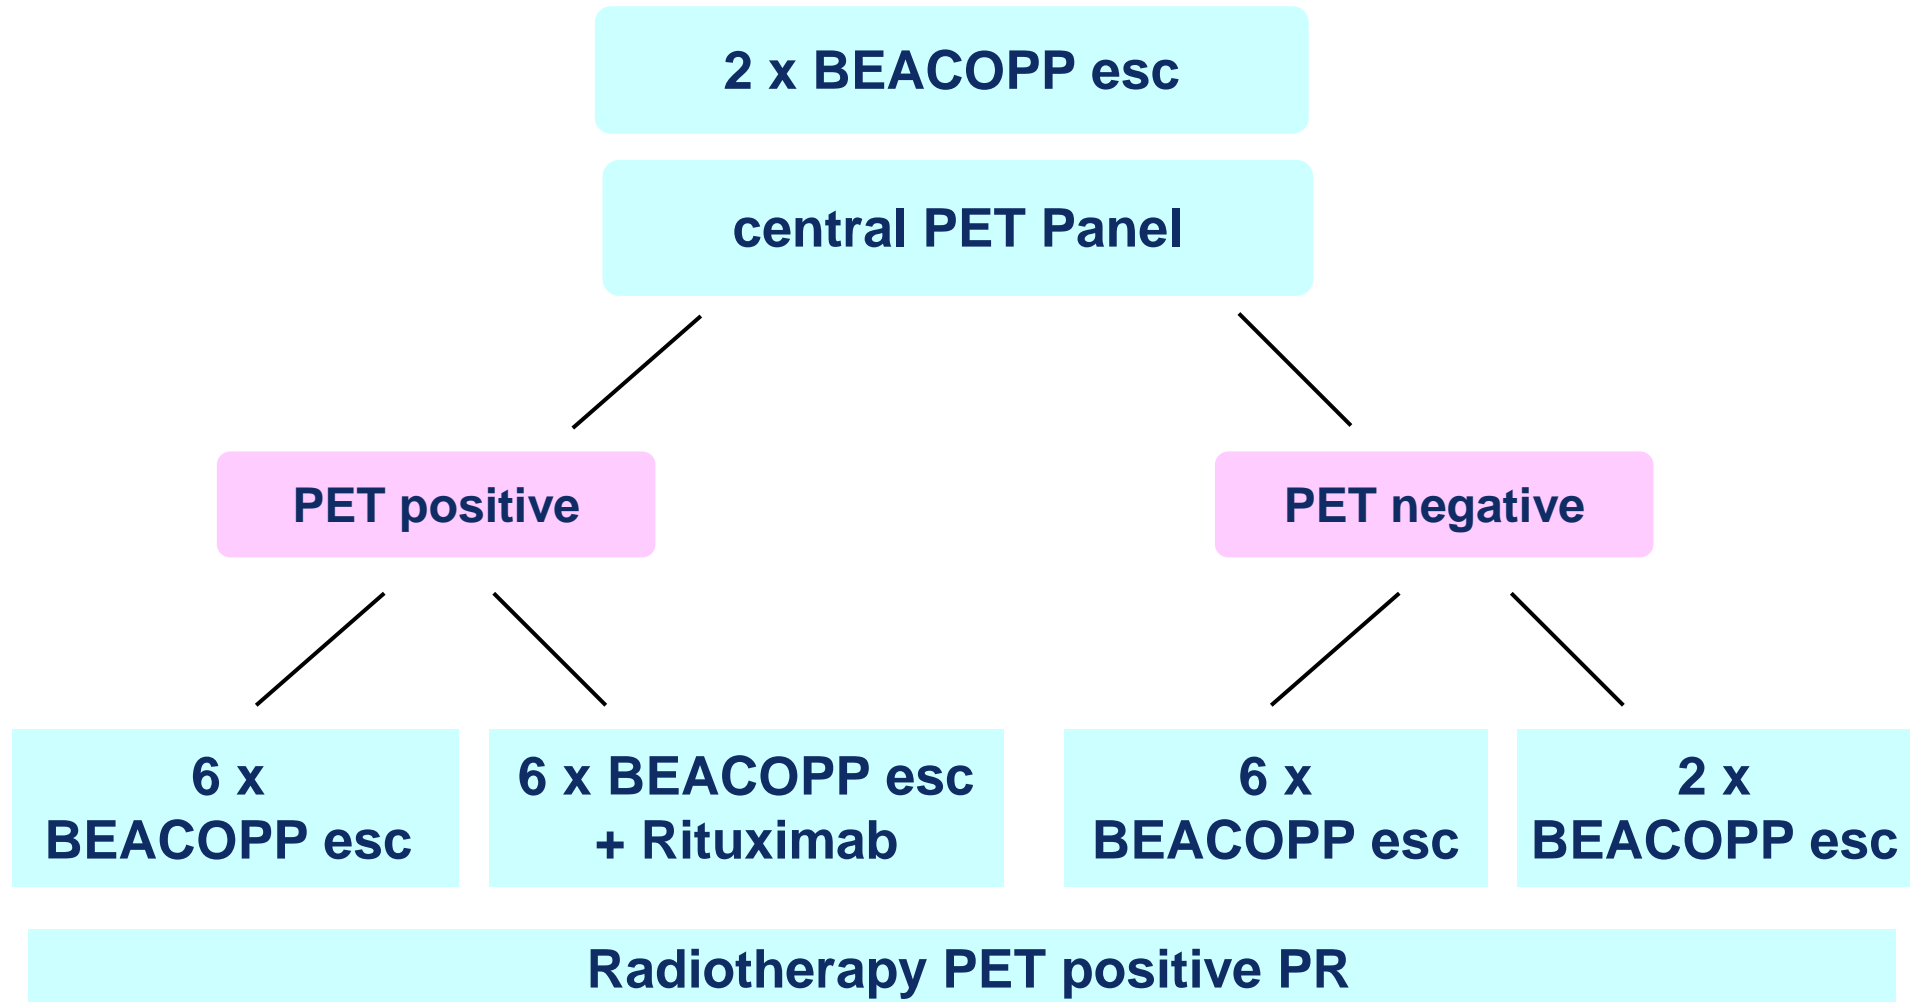 2 x BEACOPP esc
central PET Panel
PET positive
PET negative
6 x
BEACOPP esc
6 x BEACOPP esc
+ Rituximab
6 x
BEACOPP esc
2 x
BEACOPP esc
Radiotherapy PET positive PR